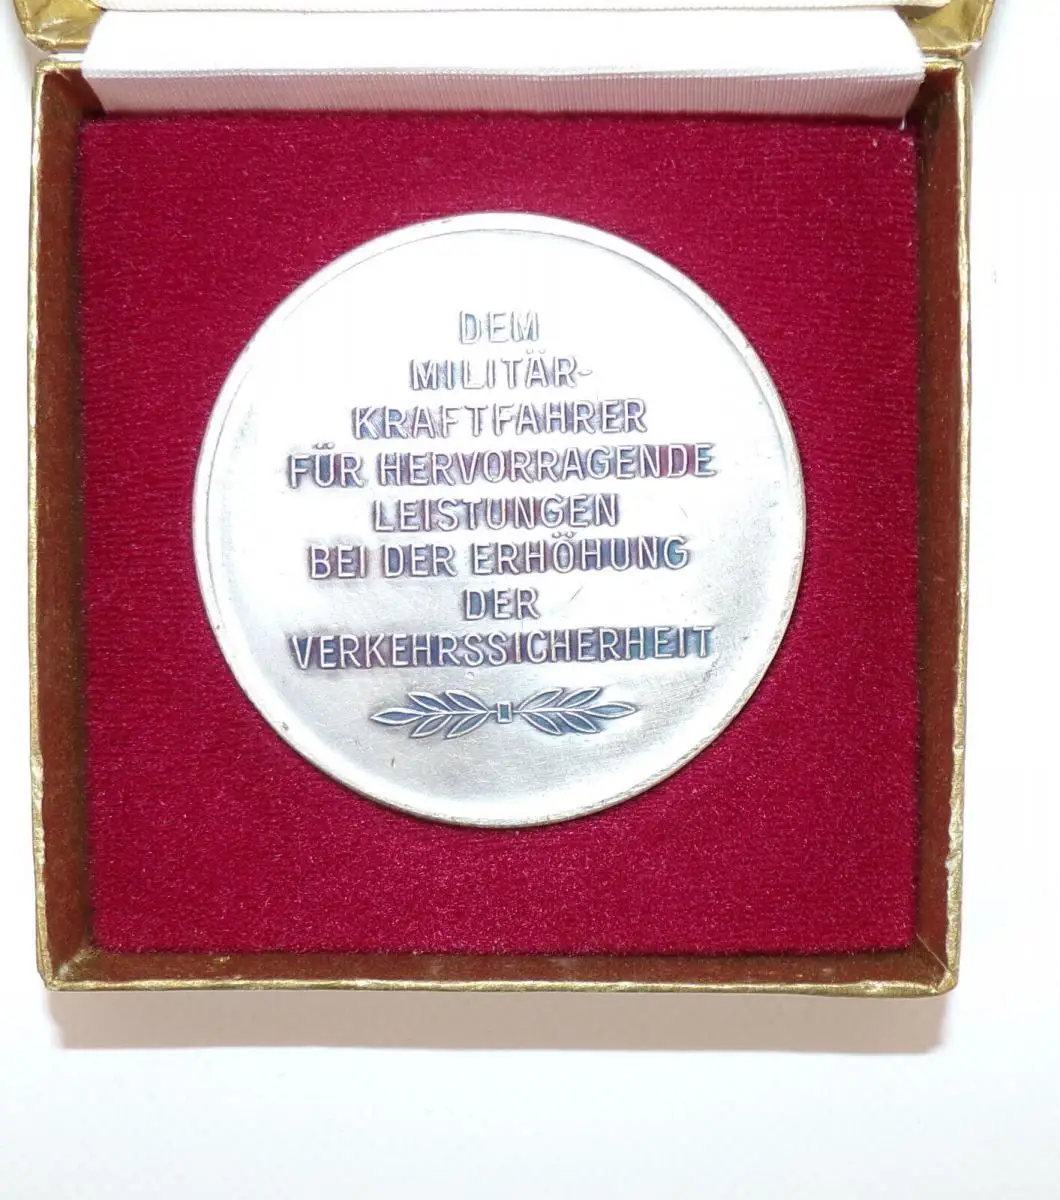 DEM
MILITÄR-
KRAFTFAHRER
FÜR HERVORRAGENDE
LEISTUNGEN
BEI DER ERHÖHUNG
DER
VERKEHRSSICHERHEIT